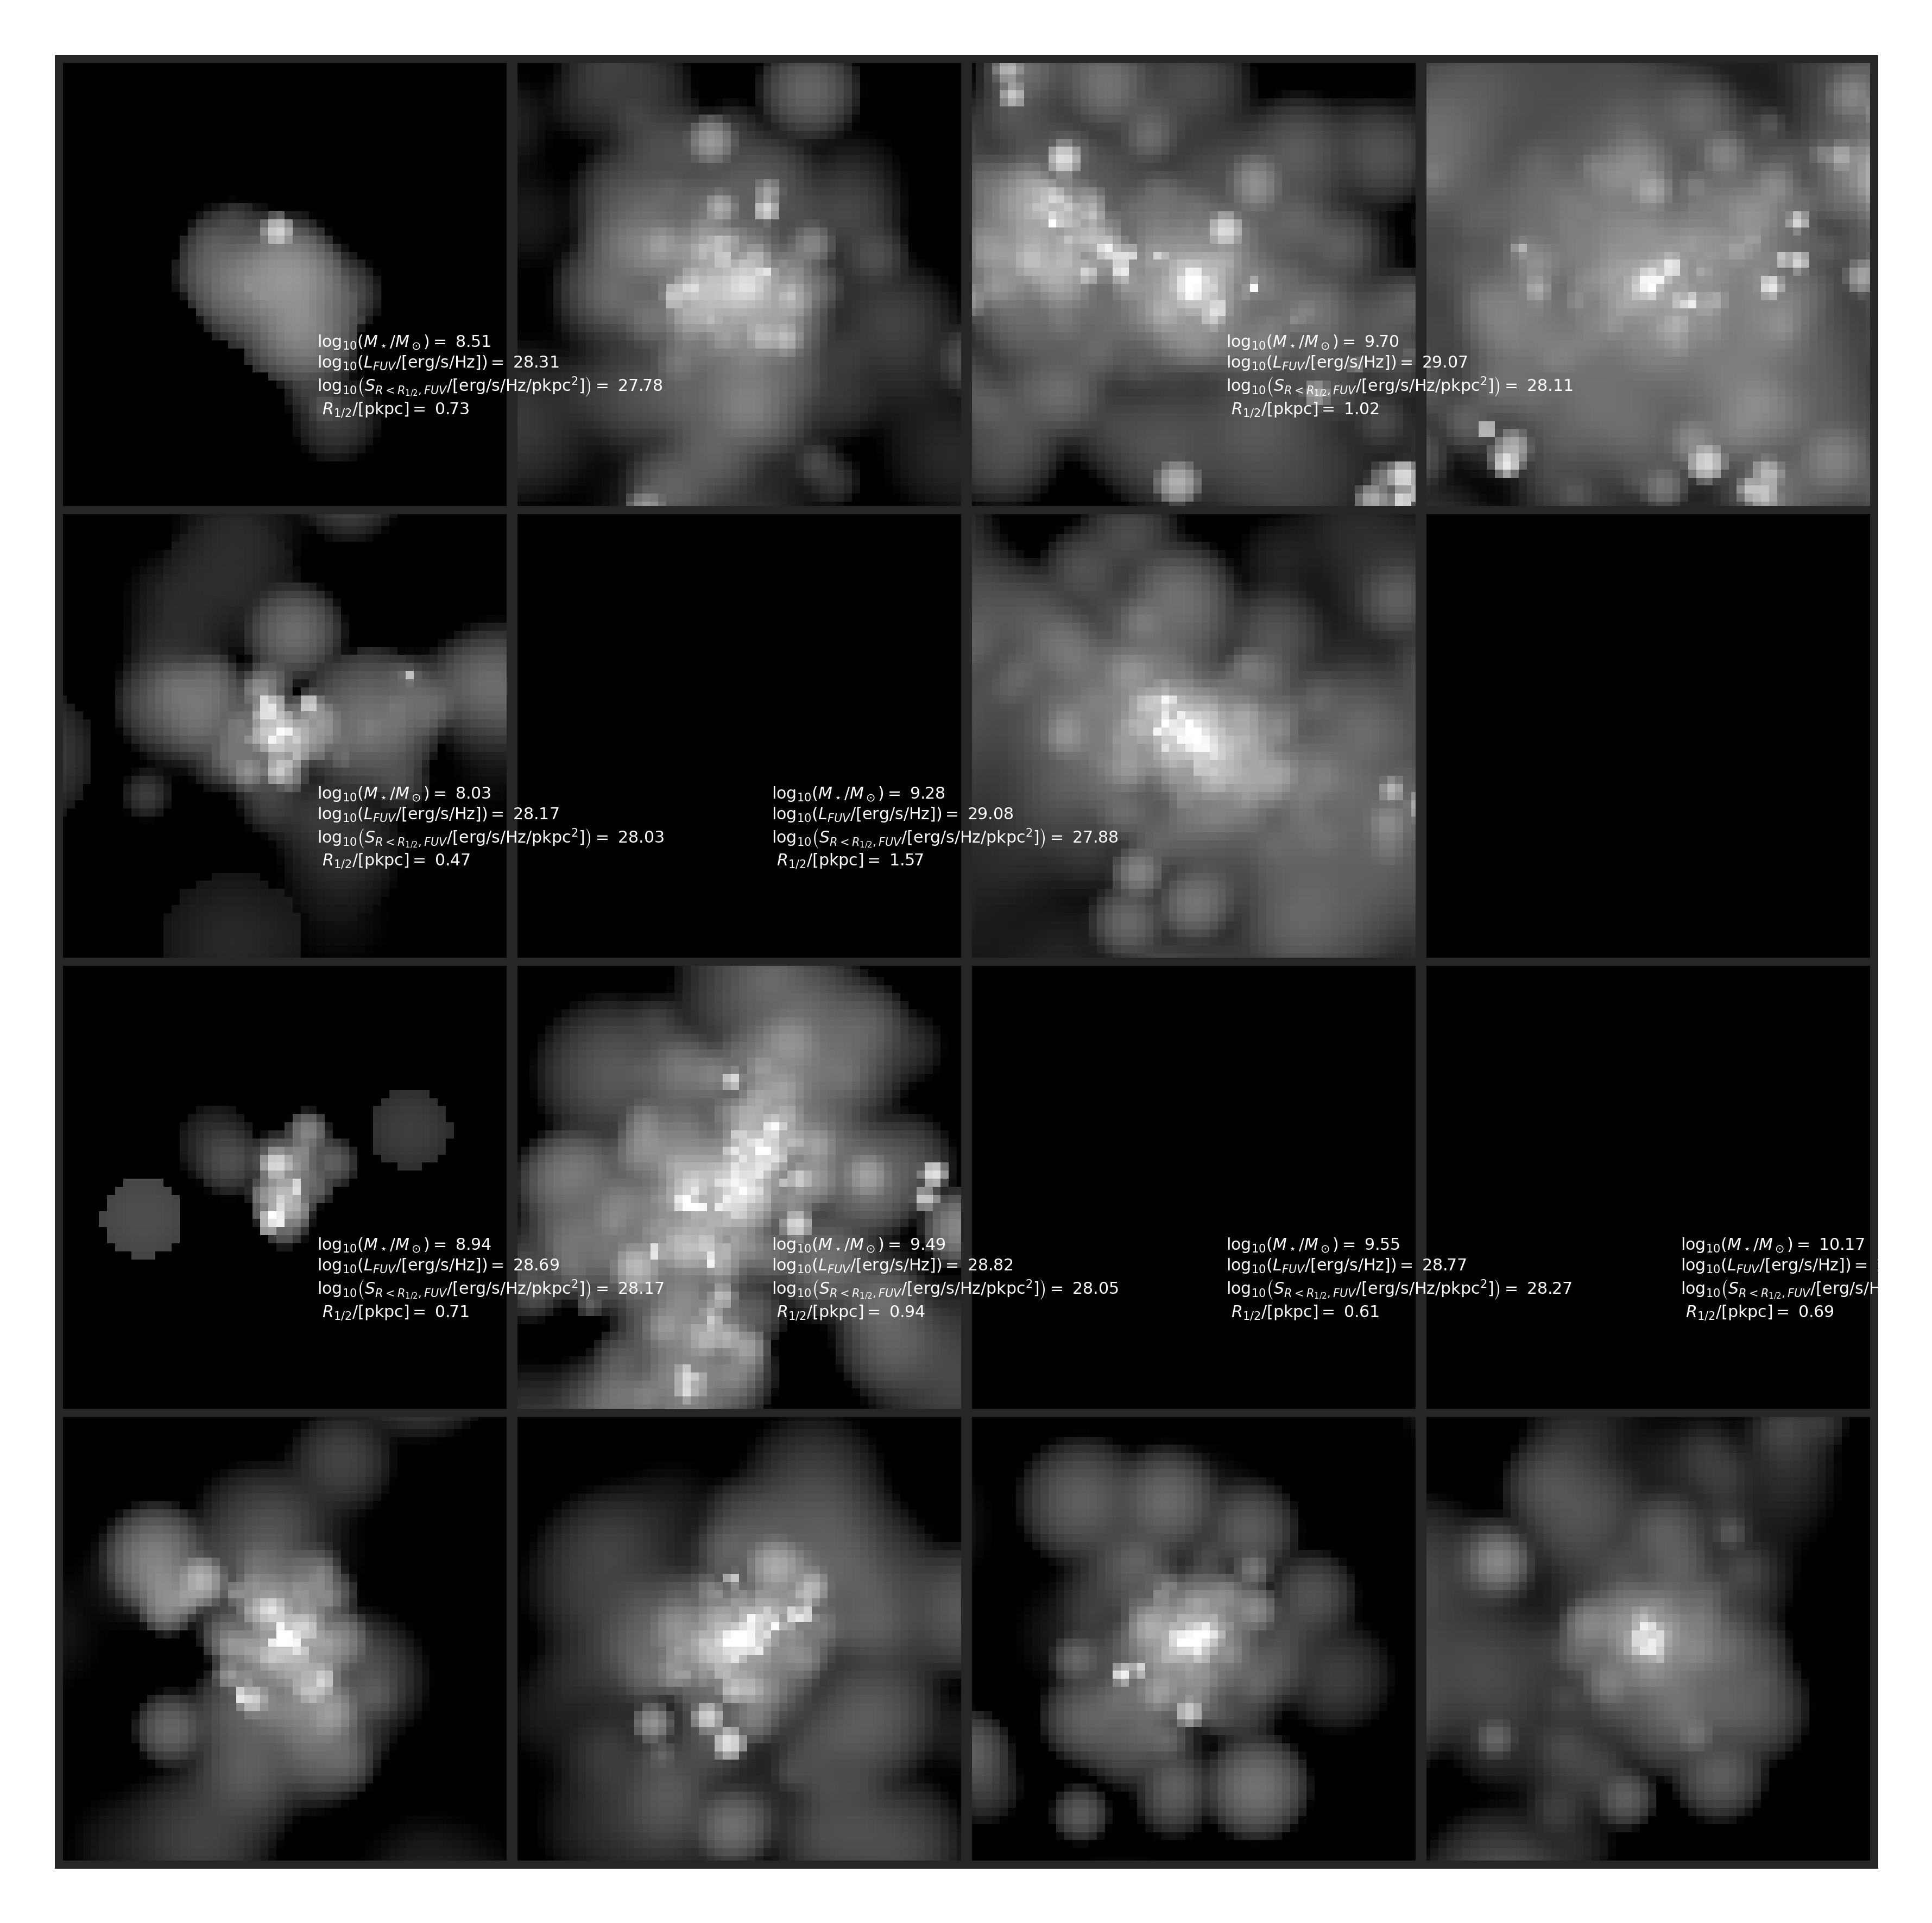 log₁₀(M⋆/M⊙) = 8.51
log₁₀(L_FUV/[erg/s/Hz]) = 28.31
log₁₀(S_R<R₁/₂,FUV/[erg/s/Hz/pkpc²]) = 27.78
R₁/₂/[pkpc] = 0.73
log₁₀(M⋆/M⊙) = 9.70
log₁₀(L_FUV/[erg/s/Hz]) = 29.07
log₁₀(S_R<R₁/₂,FUV/[erg/s/Hz/pkpc²]) = 28.11
R₁/₂/[pkpc] = 1.02
log₁₀(M⋆/M⊙) = 8.03
log₁₀(L_FUV/[erg/s/Hz]) = 28.17
log₁₀(S_R<R₁/₂,FUV/[erg/s/Hz/pkpc²]) = 28.03
R₁/₂/[pkpc] = 0.47
log₁₀(M⋆/M⊙) = 9.28
log₁₀(L_FUV/[erg/s/Hz]) = 29.08
log₁₀(S_R<R₁/₂,FUV/[erg/s/Hz/pkpc²]) = 27.88
R₁/₂/[pkpc] = 1.57
log₁₀(M⋆/M⊙) = 8.94
log₁₀(L_FUV/[erg/s/Hz]) = 28.69
log₁₀(S_R<R₁/₂,FUV/[erg/s/Hz/pkpc²]) = 28.17
R₁/₂/[pkpc] = 0.71
log₁₀(M⋆/M⊙) = 9.49
log₁₀(L_FUV/[erg/s/Hz]) = 28.82
log₁₀(S_R<R₁/₂,FUV/[erg/s/Hz/pkpc²]) = 28.05
R₁/₂/[pkpc] = 0.94
log₁₀(M⋆/M⊙) = 9.55
log₁₀(L_FUV/[erg/s/Hz]) = 28.77
log₁₀(S_R<R₁/₂,FUV/[erg/s/Hz/pkpc²]) = 28.27
R₁/₂/[pkpc] = 0.61
log₁₀(M⋆/M⊙) = 10.17
log₁₀(L_FUV/[erg/s/Hz]) =
log₁₀(S_R<R₁/₂,FUV/[erg/s/H
R₁/₂/[pkpc] = 0.69